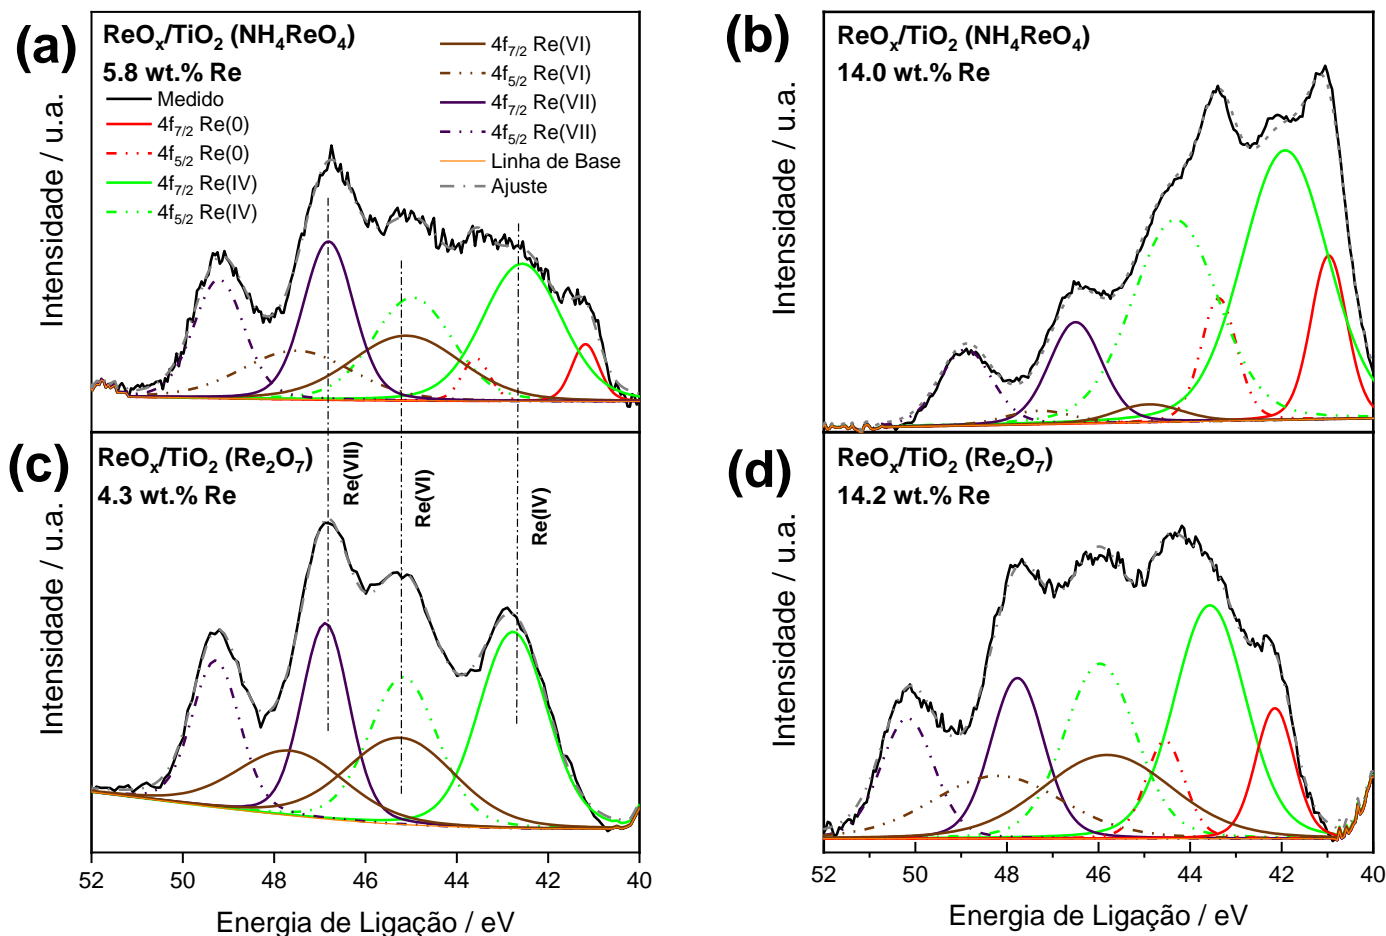 (a)
ReOx/TiO2 (NH4ReO4)
5.8 wt.% Re
Medido
4f7/2 Re(0)
4f5/2 Re(0)
4f7/2 Re(IV)
4f5/2 Re(IV)
4f7/2 Re(VI)
4f5/2 Re(VI)
4f7/2 Re(VII)
4f5/2 Re(VII)
Linha de Base
Ajuste
Intensidade / u.a.
(b)
ReOx/TiO2 (NH4ReO4)
14.0 wt.% Re
Intensidade / u.a.
(c)
ReOx/TiO2 (Re2O7)
4.3 wt.% Re
Re(VII)
Re(VI)
Re(IV)
Intensidade / u.a.
52 50 48 46 44 42 40
Energia de Ligação / eV
(d)
ReOx/TiO2 (Re2O7)
14.2 wt.% Re
Intensidade / u.a.
52 50 48 46 44 42 40
Energia de Ligação / eV